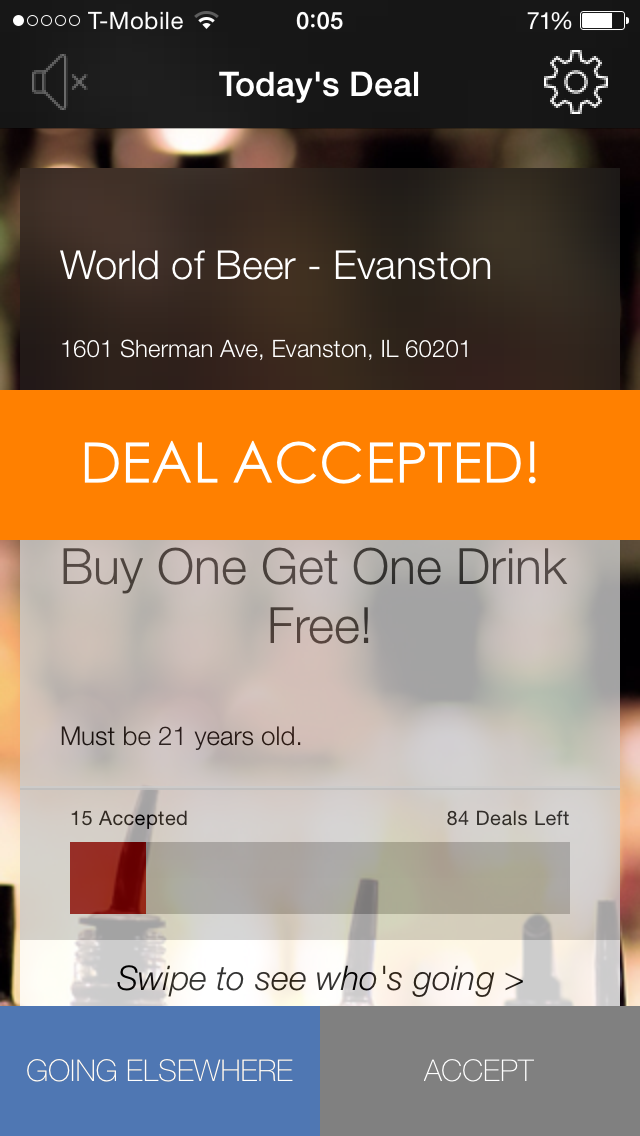 T-Mobile 0:05 71%
Today's Deal
World of Beer - Evanston
1601 Sherman Ave, Evanston, IL 60201
DEAL ACCEPTED!
Buy One Get One Drink
Free!
Must be 21 years old.
15 Accepted 84 Deals Left
Swipe to see who's going >
GOING ELSEWHERE ACCEPT